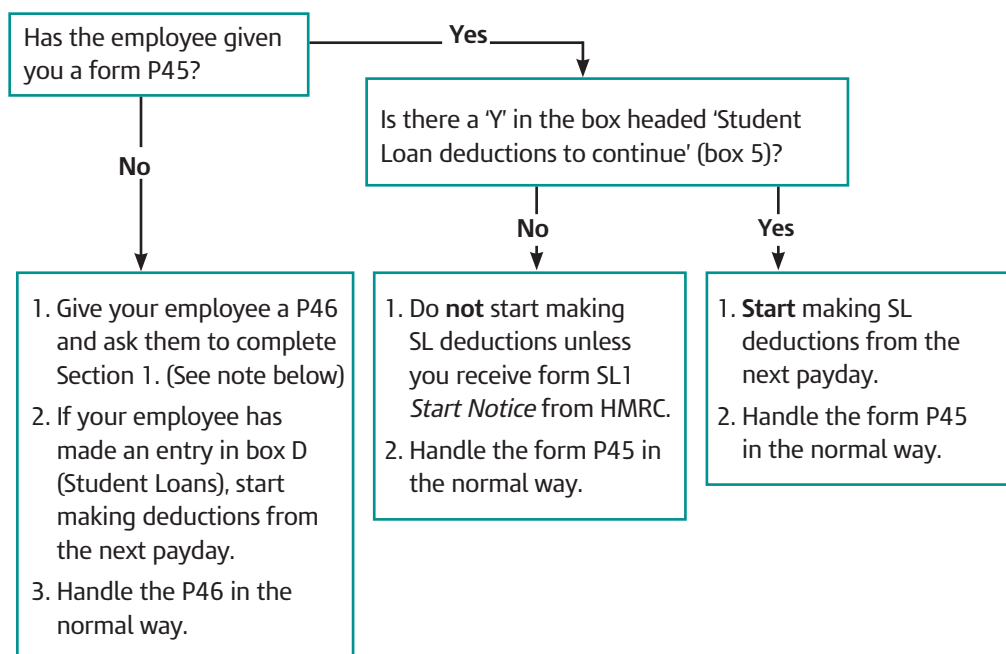 Has the employee given
you a form P45?
Yes
Is there a ‘Y’ in the box headed ‘Student
Loan deductions to continue’ (box 5)?
No
No
Yes
1. Give your employee a P46
and ask them to complete
Section 1. (See note below)
2. If your employee has
made an entry in box D
(Student Loans), start
making deductions from
the next payday.
3. Handle the P46 in the
normal way.
1. Do not start making
SL deductions unless
you receive form SL1
Start Notice from HMRC.
2. Handle the form P45 in
the normal way.
1. Start making SL
deductions from the
next payday.
2. Handle the form P45
in the normal way.